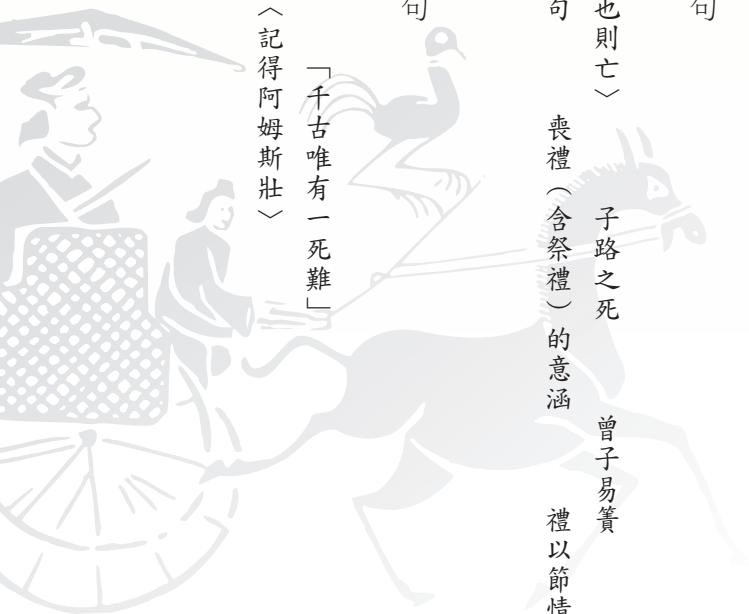 句
也則亡〉　子路之死　曾子易簀
句　喪禮（含祭禮）的意涵　禮以節情
句
「千古唯有一死難」
〈記得阿姆斯壯〉